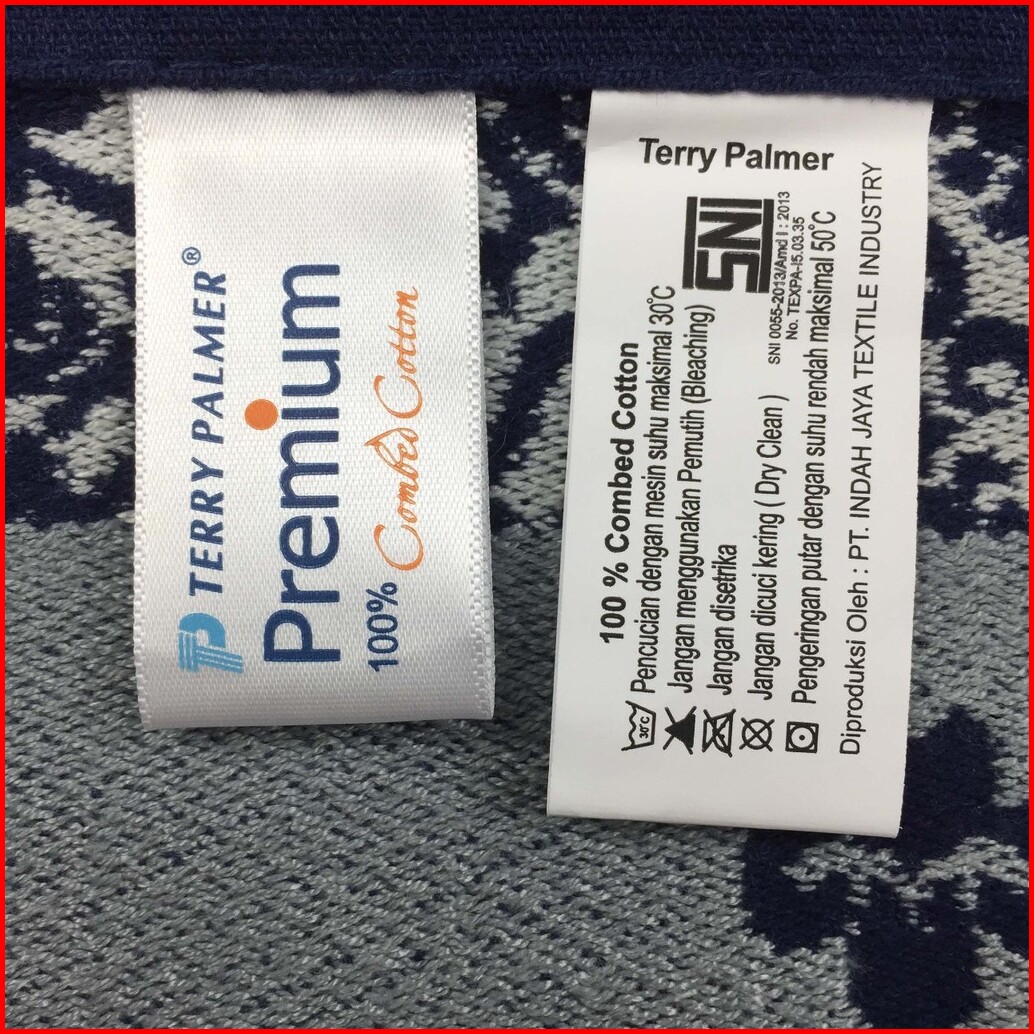 TERRY PALMER®
Premium
100% Combed Cotton
Terry Palmer
SNI
SNI 0055-2013/Amd I : 2013
No. TEXPA-I5.03.35
100 % Combed Cotton
30°C
Pencucian dengan mesin suhu maksimal 30°C
Jangan menggunakan Pemutih (Bleaching)
Jangan disetrika
Jangan dicuci kering ( Dry Clean )
Pengeringan putar dengan suhu rendah maksimal 50°C
Diproduksi Oleh : PT. INDAH JAYA TEXTILE INDUSTRY